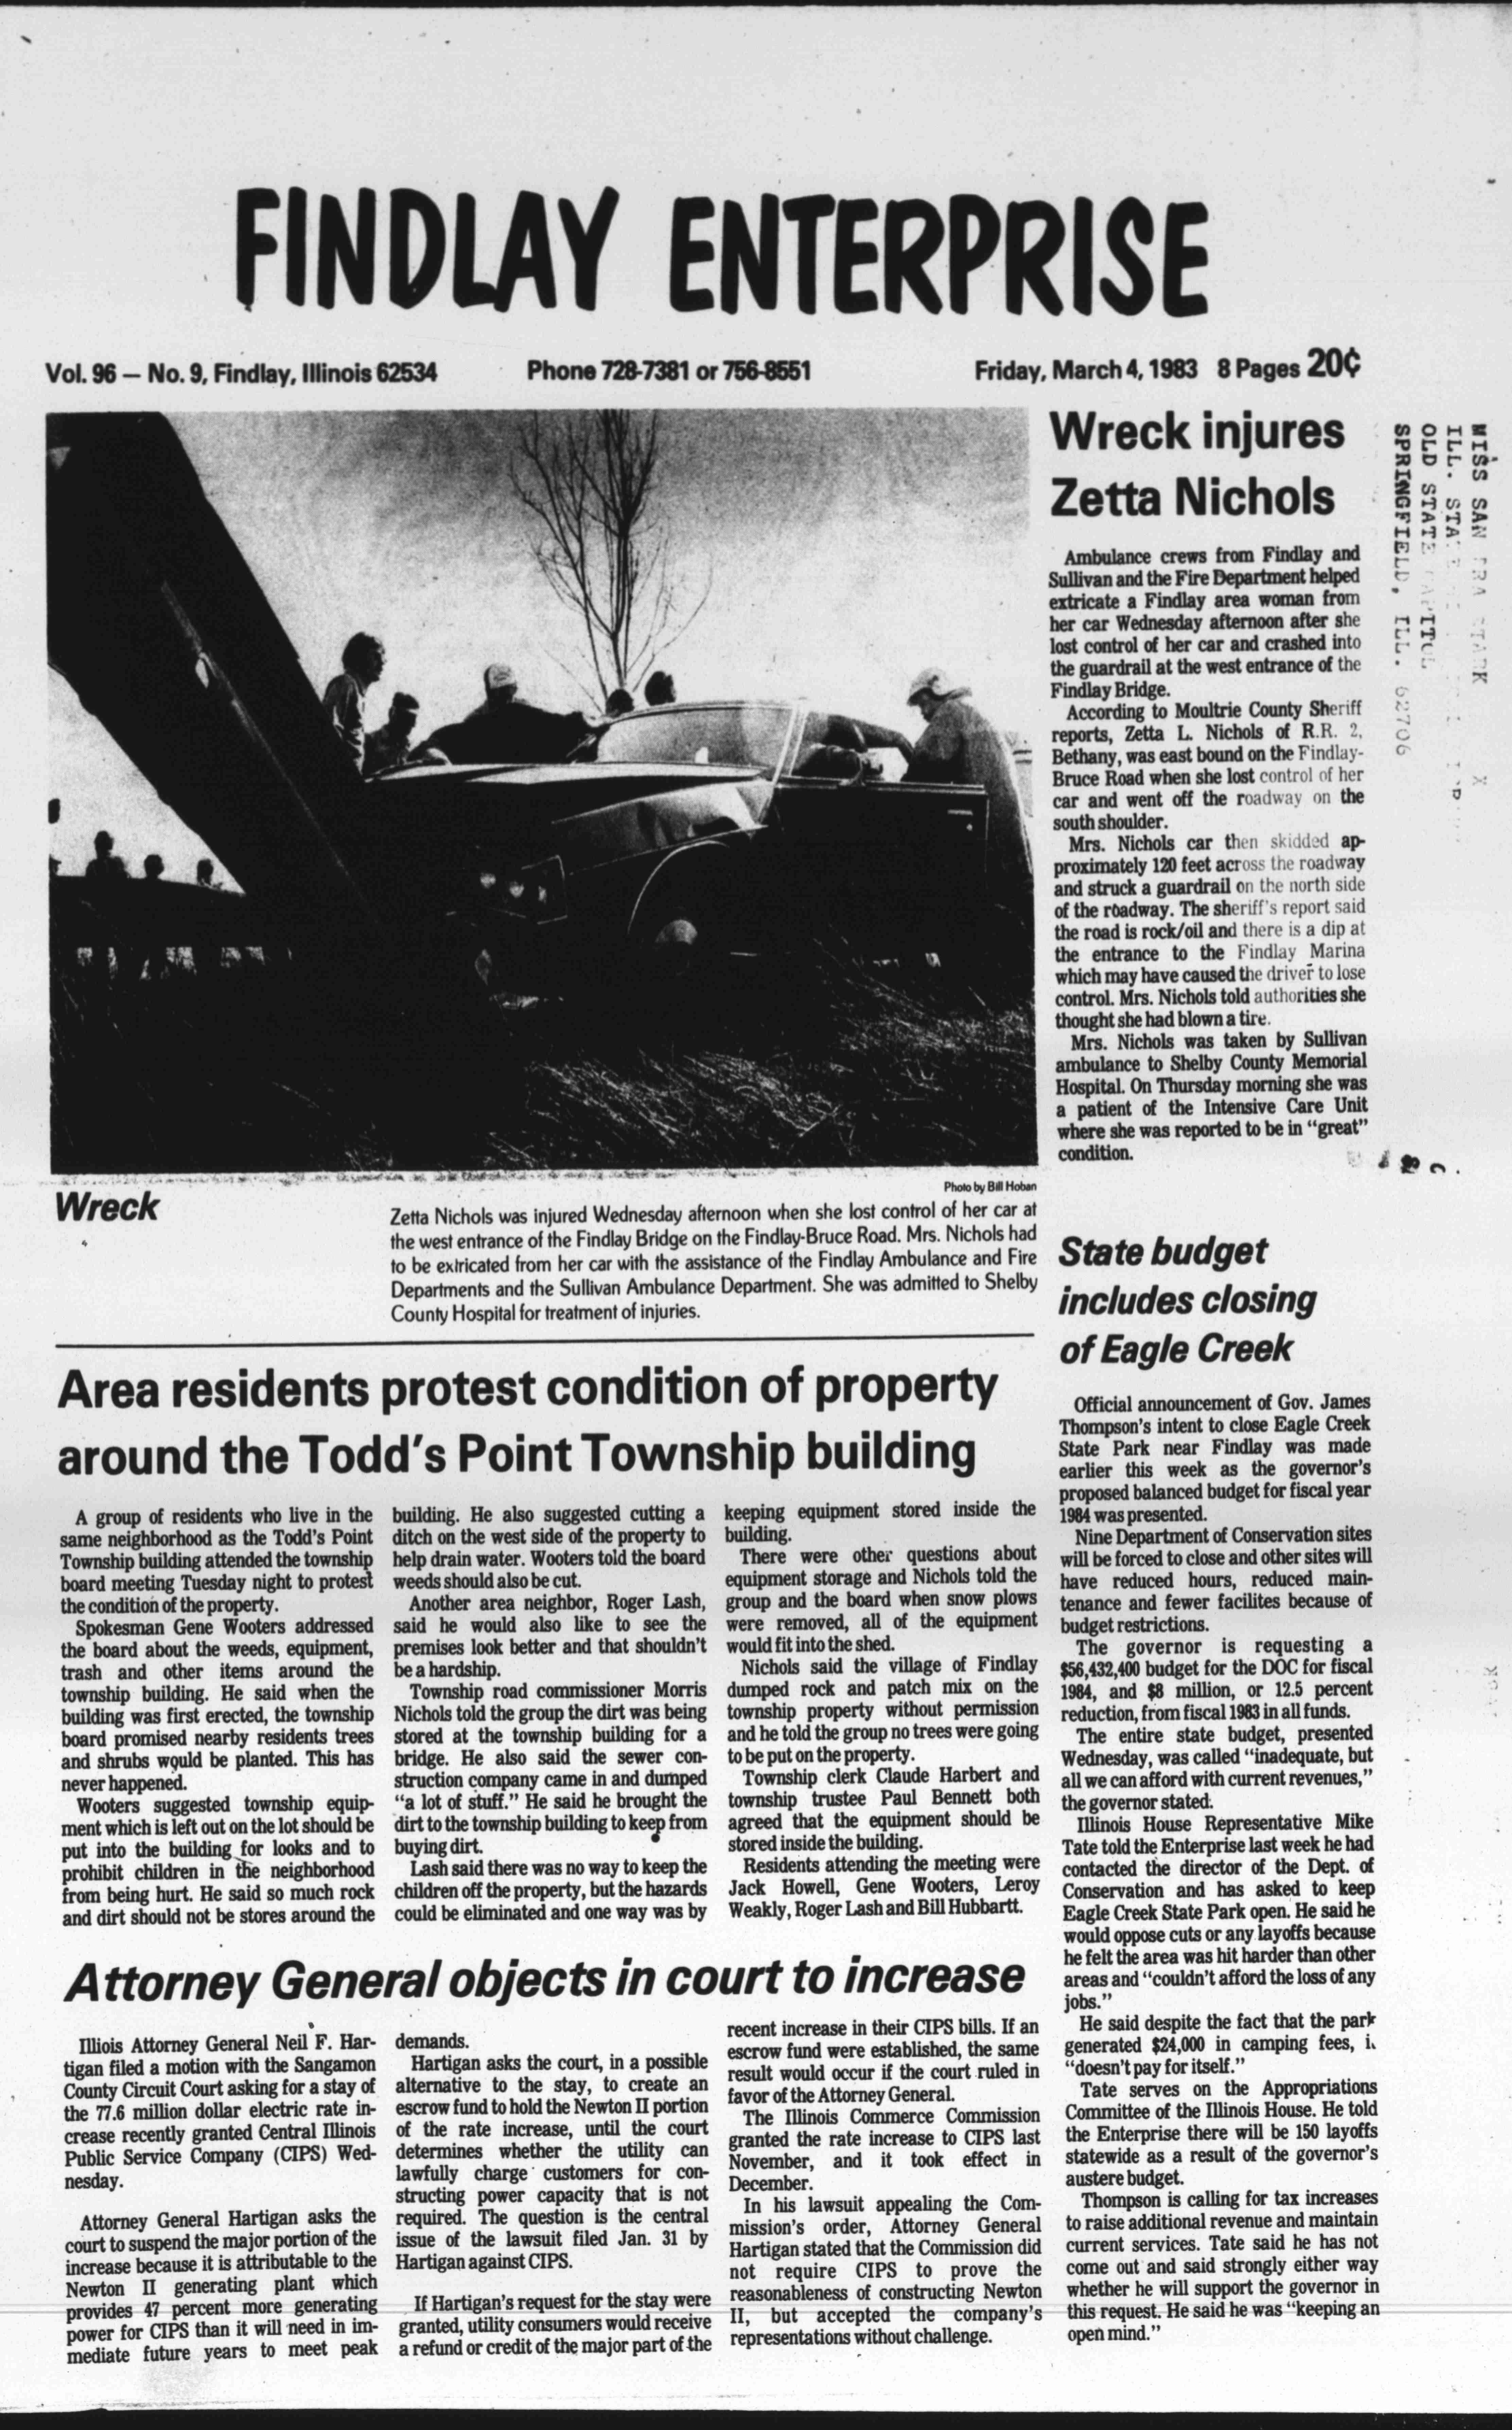 FINDLAY ENTERPRISE
Vol. 96 — No. 9, Findlay, Illinois 62534
Phone 728-7381 or 756-8551
Friday, March 4, 1983 8 Pages 20¢
Photo by Bill Hoban
Wreck
Zetta Nichols was injured Wednesday afternoon when she lost control of her car at
the west entrance of the Findlay Bridge on the Findlay-Bruce Road. Mrs. Nichols had
to be extricated from her car with the assistance of the Findlay Ambulance and Fire
Departments and the Sullivan Ambulance Department. She was admitted to Shelby
County Hospital for treatment of injuries.
Wreck injures
Zetta Nichols
Ambulance crews from Findlay and
Sullivan and the Fire Department helped
extricate a Findlay area woman from
her car Wednesday afternoon after she
lost control of her car and crashed into
the guardrail at the west entrance of the
Findlay Bridge.
According to Moultrie County Sheriff
reports, Zetta L. Nichols of R.R. 2,
Bethany, was east bound on the Findlay-
Bruce Road when she lost control of her
car and went off the roadway on the
south shoulder.
Mrs. Nichols car then skidded ap-
proximately 120 feet across the roadway
and struck a guardrail on the north side
of the roadway. The sheriff's report said
the road is rock/oil and there is a dip at
the entrance to the Findlay Marina
which may have caused the driver to lose
control. Mrs. Nichols told authorities she
thought she had blown a tire.
Mrs. Nichols was taken by Sullivan
ambulance to Shelby County Memorial
Hospital. On Thursday morning she was
a patient of the Intensive Care Unit
where she was reported to be in "great"
condition.
MISS SAN
ILL.
OLD STATE
SPRINGFIELD, ILL. 62706
Area residents protest condition of property
around the Todd's Point Township building
A group of residents who live in the
same neighborhood as the Todd's Point
Township building attended the township
board meeting Tuesday night to protest
the condition of the property.
Spokesman Gene Wooters addressed
the board about the weeds, equipment,
trash and other items around the
township building. He said when the
building was first erected, the township
board promised nearby residents trees
and shrubs would be planted. This has
never happened.
Wooters suggested township equip-
ment which is left out on the lot should be
put into the building for looks and to
prohibit children in the neighborhood
from being hurt. He said so much rock
and dirt should not be stores around the
building. He also suggested cutting a
ditch on the west side of the property to
help drain water. Wooters told the board
weeds should also be cut.
Another area neighbor, Roger Lash,
said he would also like to see the
premises look better and that shouldn't
be a hardship.
Township road commissioner Morris
Nichols told the group the dirt was being
stored at the township building for a
bridge. He also said the sewer con-
struction company came in and dumped
"a lot of stuff." He said he brought the
dirt to the township building to keep from
buying dirt.
Lash said there was no way to keep the
children off the property, but the hazards
could be eliminated and one way was by
keeping equipment stored inside the
building.
There were other questions about
equipment storage and Nichols told the
group and the board when snow plows
were removed, all of the equipment
would fit into the shed.
Nichols said the village of Findlay
dumped rock and patch mix on the
township property without permission
and he told the group no trees were going
to be put on the property.
Township clerk Claude Harbert and
township trustee Paul Bennett both
agreed that the equipment should be
stored inside the building.
Residents attending the meeting were
Jack Howell, Gene Wooters, Leroy
Weakly, Roger Lash and Bill Hubbartt.
State budget
includes closing
of Eagle Creek
Official announcement of Gov. James
Thompson's intent to close Eagle Creek
State Park near Findlay was made
earlier this week as the governor's
proposed balanced budget for fiscal year
1984 was presented.
Nine Department of Conservation sites
will be forced to close and other sites will
have reduced hours, reduced main-
tenance and fewer facilites because of
budget restrictions.
The governor is requesting a
$56,432,400 budget for the DOC for fiscal
1984, and $8 million, or 12.5 percent
reduction, from fiscal 1983 in all funds.
The entire state budget, presented
Wednesday, was called "inadequate, but
all we can afford with current revenues,"
the governor stated.
Illinois House Representative Mike
Tate told the Enterprise last week he had
contacted the director of the Dept. of
Conservation and has asked to keep
Eagle Creek State Park open. He said he
would oppose cuts or any layoffs because
he felt the area was hit harder than other
areas and "couldn't afford the loss of any
jobs."
He said despite the fact that the park
generated $24,000 in camping fees,
"doesn't pay for itself."
Tate serves on the Appropriations
Committee of the Illinois House. He told
the Enterprise there will be 150 layoffs
statewide as a result of the governor's
austere budget.
Thompson is calling for tax increases
to raise additional revenue and maintain
current services. Tate said he has not
come out and said strongly either way
whether he will support the governor in
this request. He said he was "keeping an
open mind."
Attorney General objects in court to increase
Illiois Attorney General Neil F. Har-
tigan filed a motion with the Sangamon
County Circuit Court asking for a stay of
the 77.6 million dollar electric rate in-
crease recently granted Central Illinois
Public Service Company (CIPS) Wed-
nesday.
Attorney General Hartigan asks the
court to suspend the major portion of the
increase because it is attributable to the
Newton II generating plant which
provides 47 percent more generating
power for CIPS than it will need in im-
mediate future years to meet peak
demands.
Hartigan asks the court, in a possible
alternative to the stay, to create an
escrow fund to hold the Newton II portion
of the rate increase, until the court
determines whether the utility can
lawfully charge customers for con-
structing power capacity that is not
required. The question is the central
issue of the lawsuit filed Jan. 31 by
Hartigan against CIPS.
If Hartigan's request for the stay were
granted, utility consumers would receive
a refund or credit of the major part of the
recent increase in their CIPS bills. If an
escrow fund were established, the same
result would occur if the court ruled in
favor of the Attorney General.
The Illinois Commerce Commission
granted the rate increase to CIPS last
November, and it took effect in
December.
In his lawsuit appealing the Com-
mission's order, Attorney General
Hartigan stated that the Commission did
not require CIPS to prove the
reasonableness of constructing Newton
II, but accepted the company's
representations without challenge.